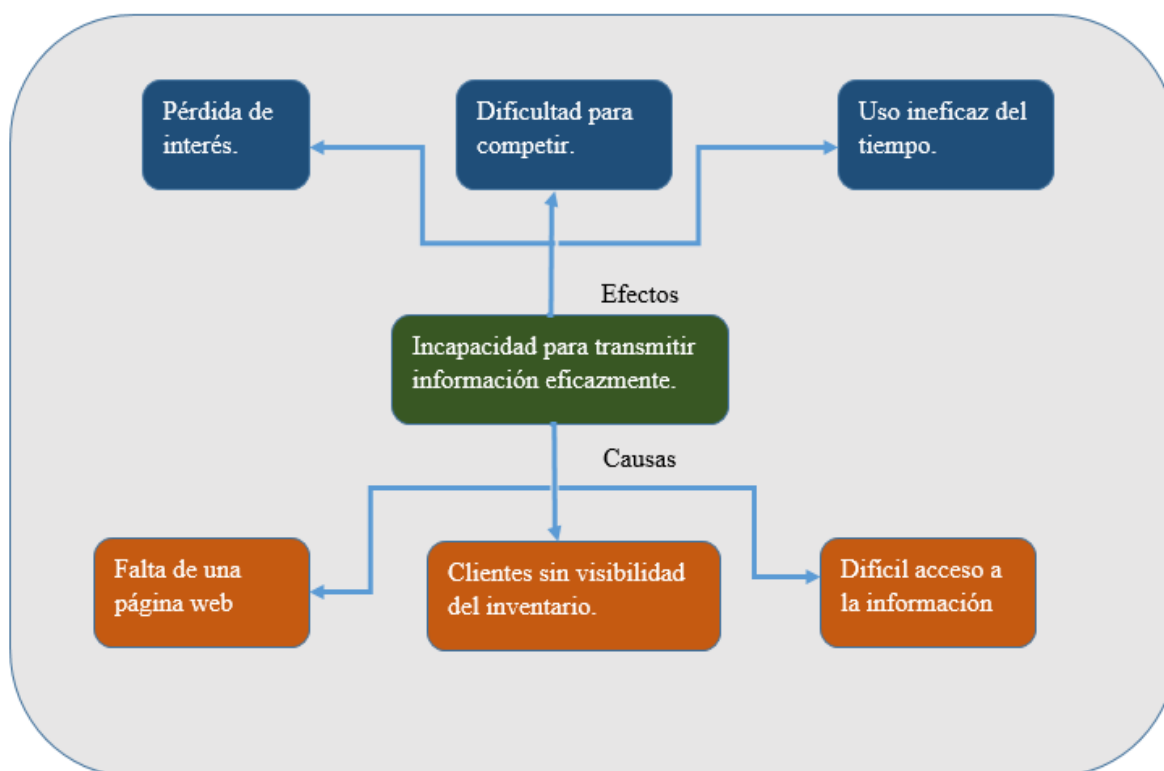 Pérdida de
interés.
Dificultad para
competir.
Uso ineficaz del
tiempo.
Efectos
Incapacidad para transmitir
información eficazmente.
Causas
Falta de una
página web
Clientes sin visibilidad
del inventario.
Difícil acceso a
la información